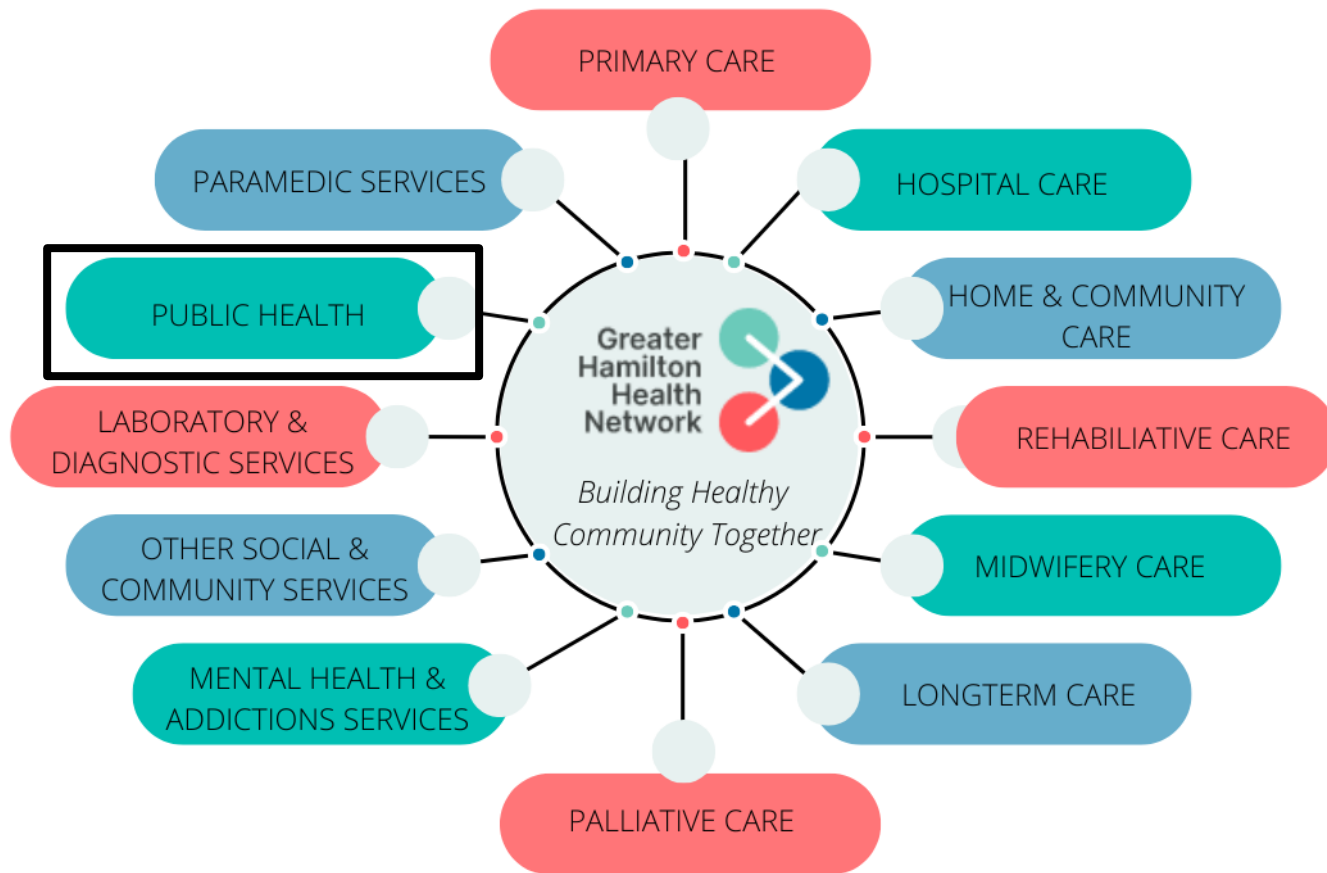 PRIMARY CARE
PARAMEDIC SERVICES
HOSPITAL CARE
PUBLIC HEALTH
HOME & COMMUNITY
CARE
LABORATORY &
DIAGNOSTIC SERVICES
REHABILIATIVE CARE
Greater
Hamilton
Health
Network
Building Healthy
Community Together
OTHER SOCIAL &
COMMUNITY SERVICES
MIDWIFERY CARE
MENTAL HEALTH &
ADDICTIONS SERVICES
LONGTERM CARE
PALLIATIVE CARE